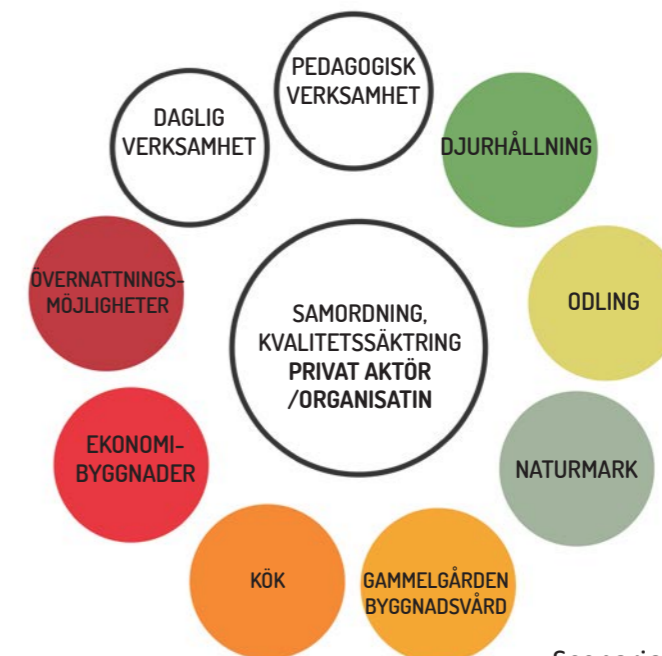 PEDAGOGISK
VERKSAMHET
DAGLIG
VERKSAMHET
DJURHÅLLNING
ÖVERNATTNINGS-
MÖJLIGHETER
ODLING
SAMORDNING,
KVALITETSSÄKTRING
PRIVAT AKTÖR
/ORGANISATIN
EKONOMI-
BYGGNADER
NATURMARK
KÖK
GAMMELGÅRDEN
BYGGNADSVÅRD